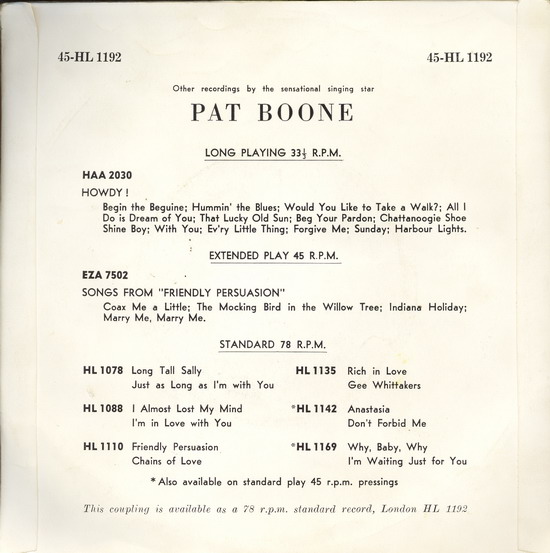 45-HL 1192 45-HL 1192
Other recordings by the sensational singing star
PAT BOONE
LONG PLAYING 33⅓ R.P.M.
HAA 2030
HOWDY !
Begin the Beguine; Hummin' the Blues; Would You Like to Take a Walk?; All I
Do is Dream of You; That Lucky Old Sun; Beg Your Pardon; Chattanoogie Shoe
Shine Boy; With You; Ev'ry Little Thing; Forgive Me; Sunday; Harbour Lights.
EXTENDED PLAY 45 R.P.M.
EZA 7502
SONGS FROM "FRIENDLY PERSUASION"
Coax Me a Little; The Mocking Bird in the Willow Tree; Indiana Holiday;
Marry Me, Marry Me.
STANDARD 78 R.P.M.
HL 1078 Long Tall Sally
Just as Long as I'm with You
HL 1088 I Almost Lost My Mind
I'm in Love with You
HL 1110 Friendly Persuasion
Chains of Love
HL 1135 Rich in Love
Gee Whittakers
*HL 1142 Anastasia
Don't Forbid Me
*HL 1169 Why, Baby, Why
I'm Waiting Just for You
* Also available on standard play 45 r.p.m. pressings
This coupling is available as a 78 r.p.m. standard record, London HL 1192